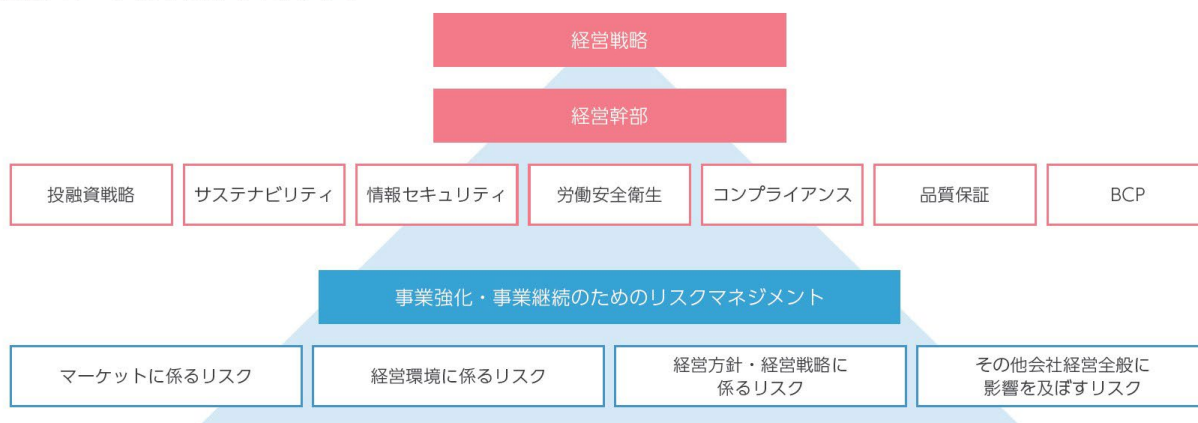 経営戦略
経営幹部
投融資戦略
サステナビリティ
情報セキュリティ
労働安全衛生
コンプライアンス
品質保証
BCP
事業強化・事業継続のためのリスクマネジメント
マーケットに係るリスク
経営環境に係るリスク
経営方針・経営戦略に
係るリスク
その他会社経営全般に
影響を及ぼすリスク